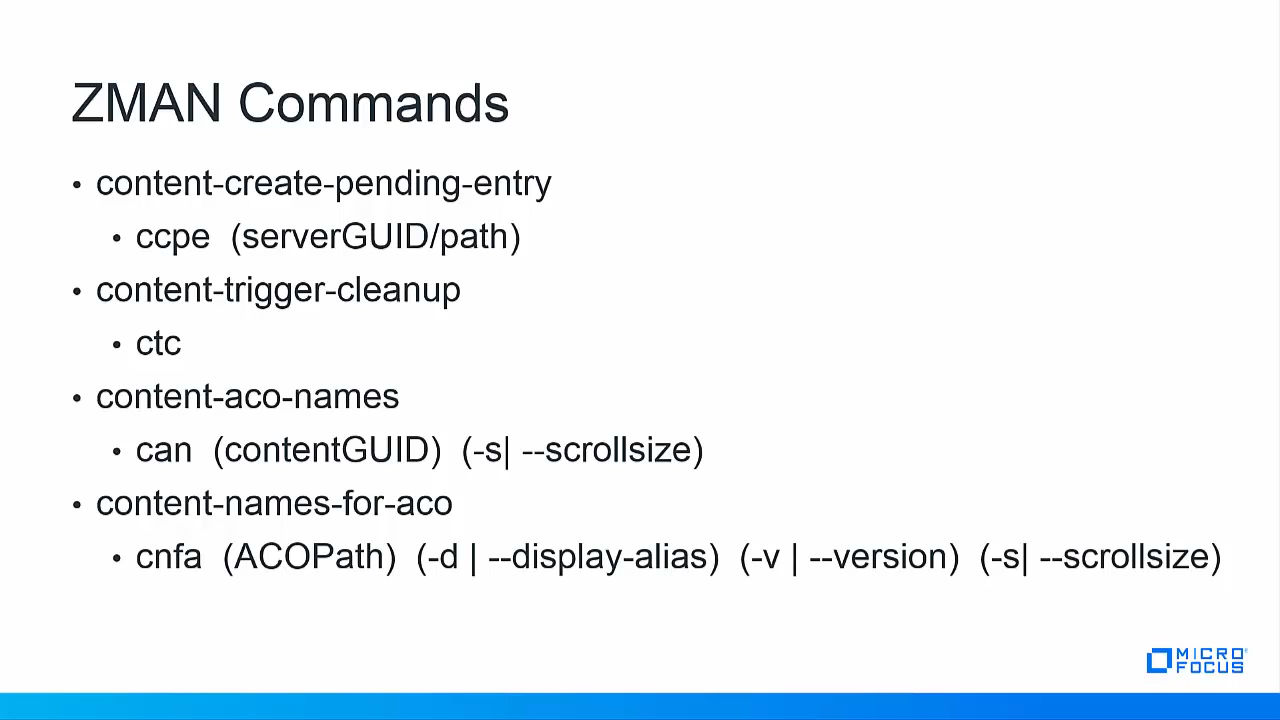 ZMAN Commands
• content-create-pending-entry
• ccpe (serverGUID/path)
• content-trigger-cleanup
• ctc
• content-aco-names
• can (contentGUID) (-s| --scrollsize)
• content-names-for-aco
• cnfa (ACOPath) (-d | --display-alias) (-v | --version) (-s| --scrollsize)
MICRO
FOCUS